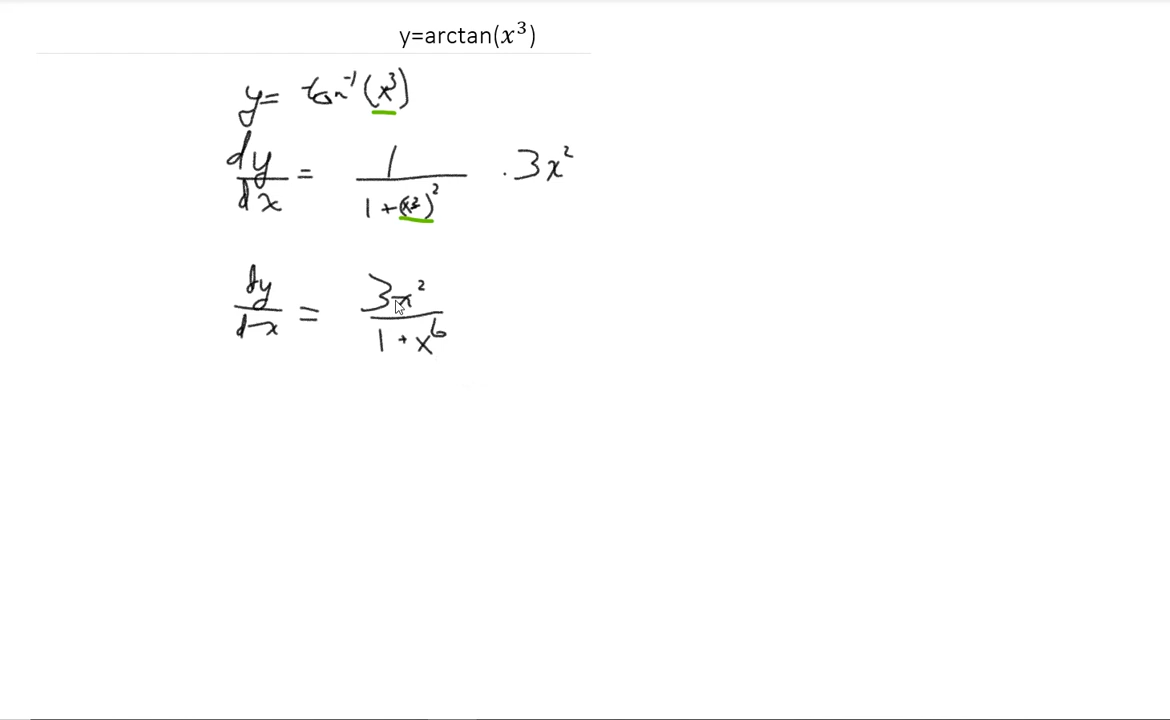 y=arctan(x³)
y= tan⁻¹(x³)
dy/dx = 1/(1+(x³)²) . 3x²
dy/dx = 3x²/(1+x⁶)